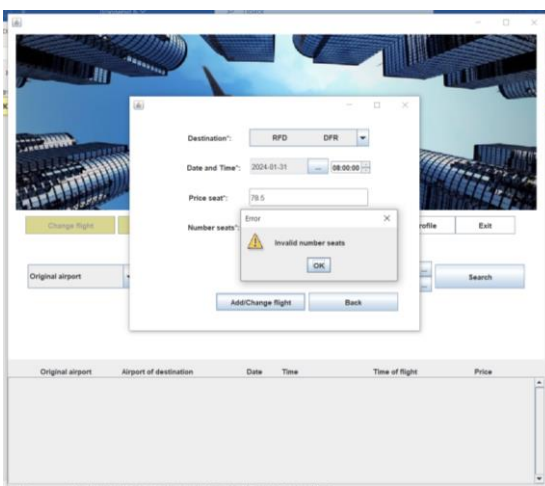 Destination*: RFD DFR
Date and Time*: 2024-01-31 ... 08:00:00
Price seat*: 78.5
Change flight
Number seats*:
Error
Invalid number seats
OK
rofile
Exit
Original airport
...
...
Search
Add/Change flight
Back
Original airport Airport of destination Date Time Time of flight Price